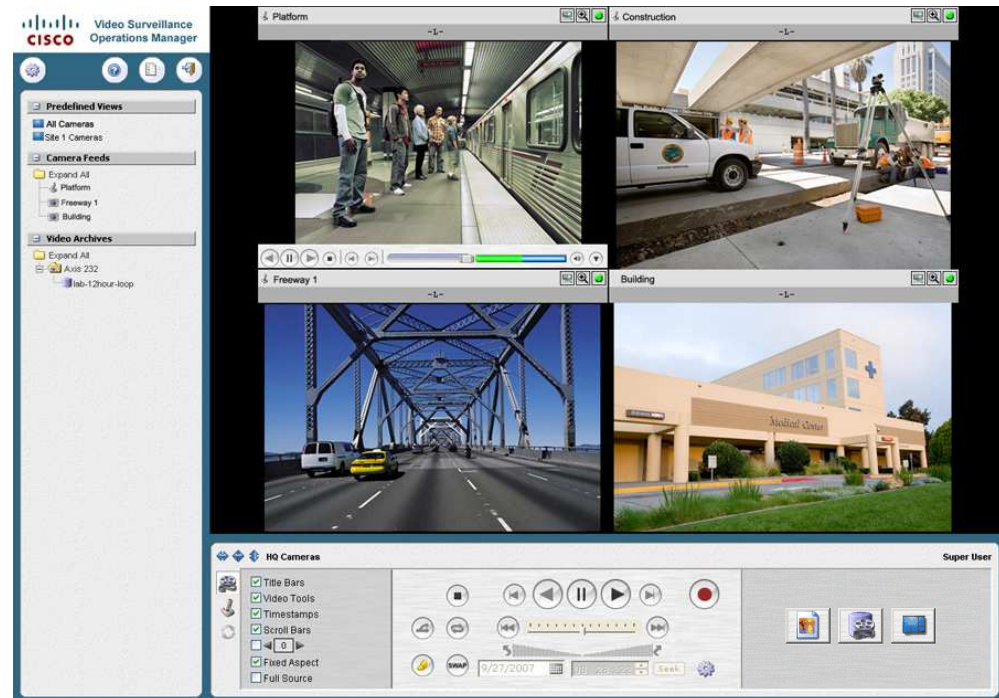 CISCO
Video Surveillance
Operations Manager
Predefined Views
All Cameras
Site 1 Cameras
Camera Feeds
Expand All
Platform
Freeway 1
Building
Video Archives
Expand All
Axis 232
lab-12hour-loop
Platform
-L-
Construction
-L-
Freeway 1
-L-
Building
-L-
Medical Center
HQ Cameras
Super User
Title Bars
Video Tools
Timestamps
Scroll Bars
0
Fixed Aspect
Full Source
SWAP
9/27/2007
Seek